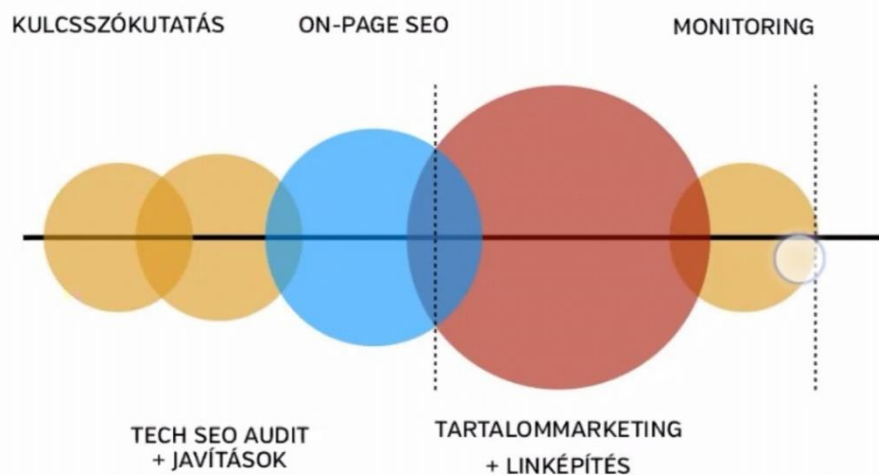 KULCSSZÓKUTATÁS
ON-PAGE SEO
MONITORING
TECH SEO AUDIT
+ JAVÍTÁSOK
TARTALOMMARKETING
+ LINKÉPÍTÉS